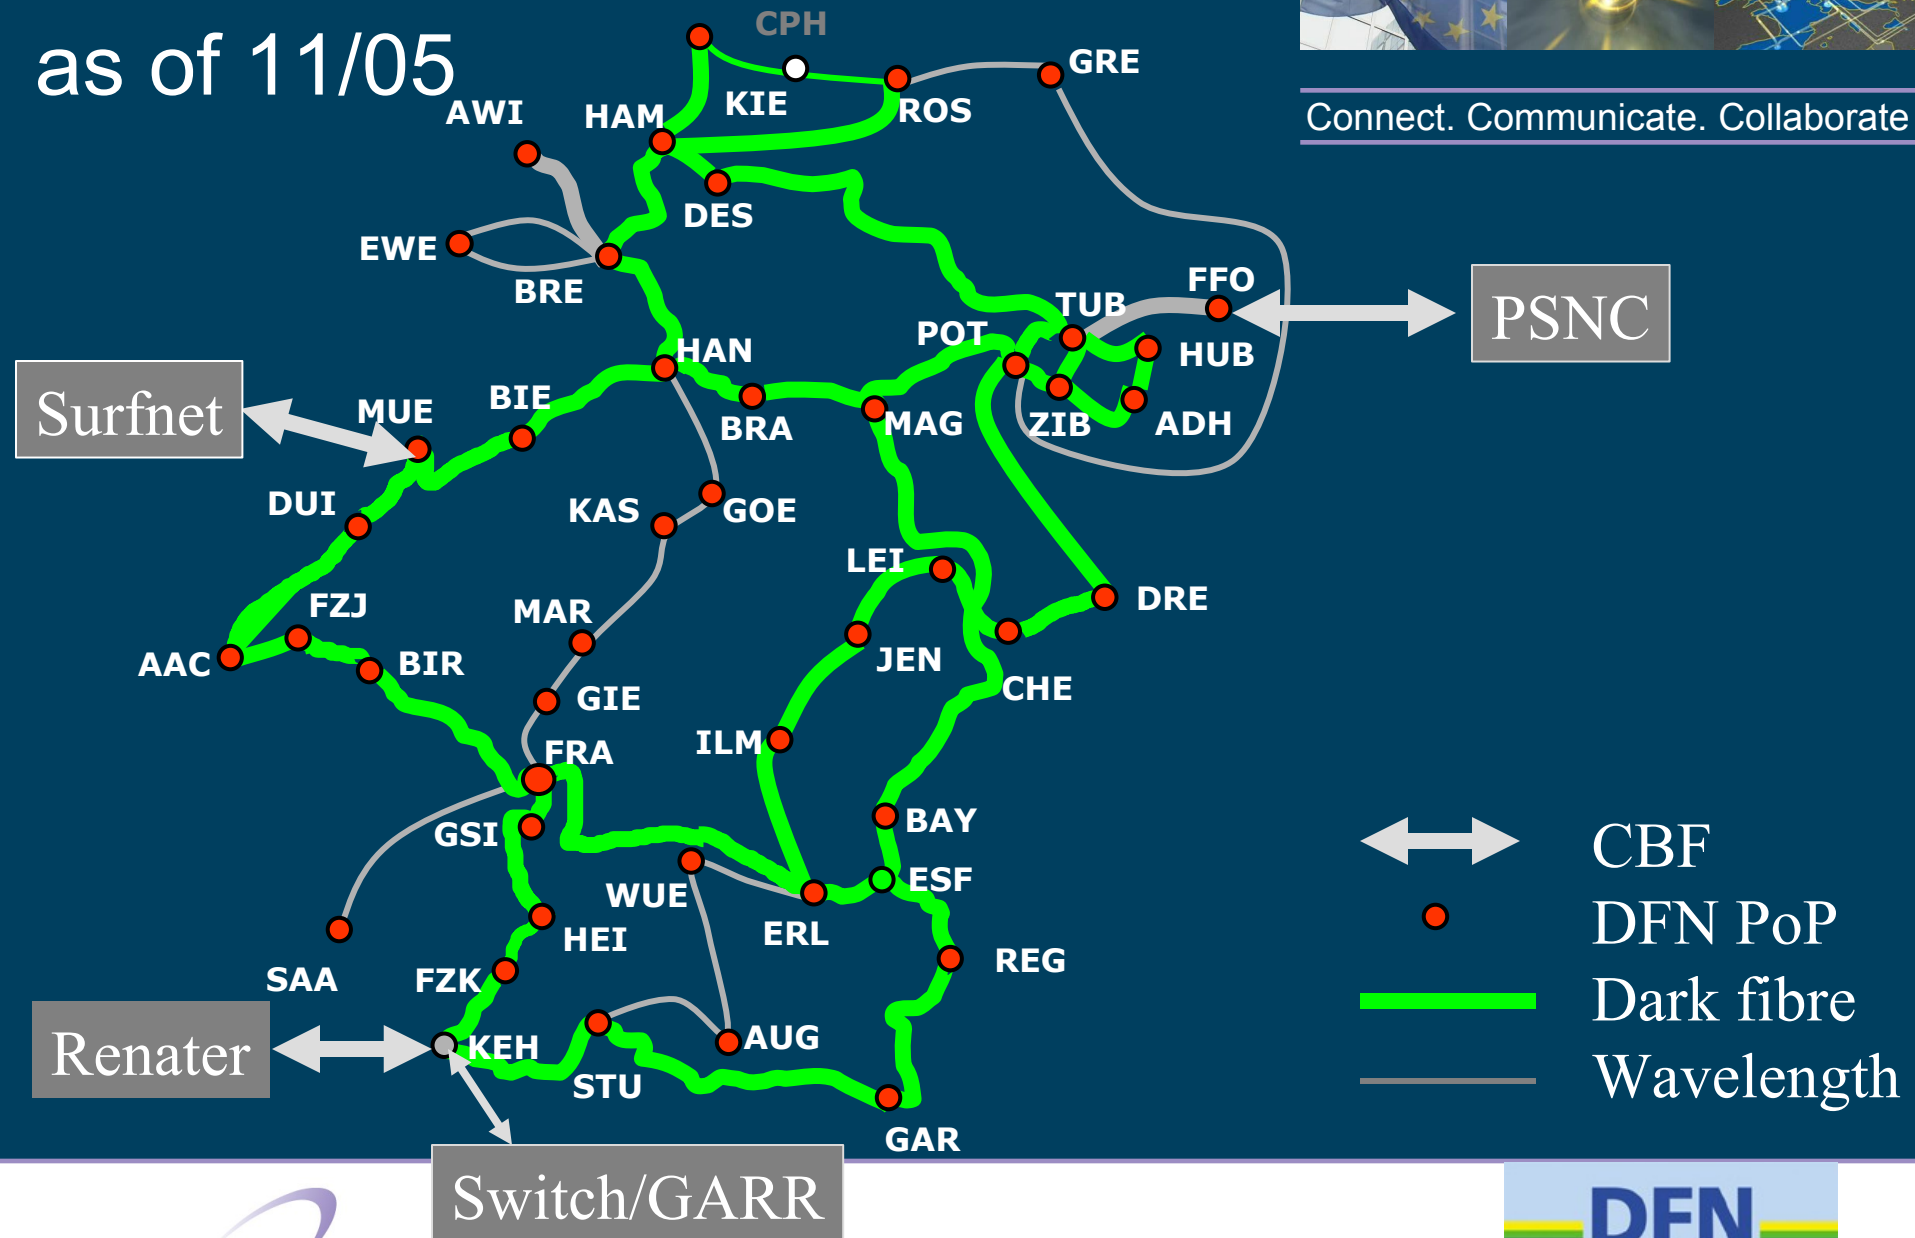 as of 11/05
Connect. Communicate. Collaborate
CPH
GRE
KIE
ROS
AWI
HAM
DES
EWE
BRE
FFO
TUB
PSNC
POT
HUB
HAN
Surfnet
MUE
BIE
BRA
MAG
ZIB
ADH
DUI
KAS
GOE
LEI
FZJ
MAR
DRE
AAC
BIR
JEN
GIE
CHE
ILM
FRA
BAY
GSI
CBF
ESF
WUE
ERL
DFN PoP
HEI
REG
SAA
FZK
Dark fibre
Renater
KEH
AUG
STU
Wavelength
GAR
Switch/GARR
DFN